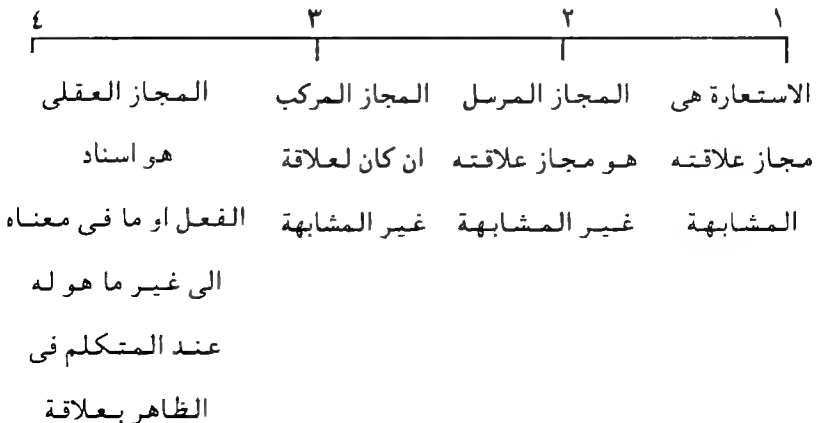 ١ ٢ ٣ ٤
الاستعارة هى
مجاز علاقته
المشابهة
المجاز المرسل
هو مجاز علاقته
غير المشابهة
المجاز المركب
ان كان لعلاقة
غير المشابهة
المجاز العقلى
هو اسناد
الفعل او ما فى معناه
الى غير ما هو له
عند المتكلم فى
الظاهر بعلاقة